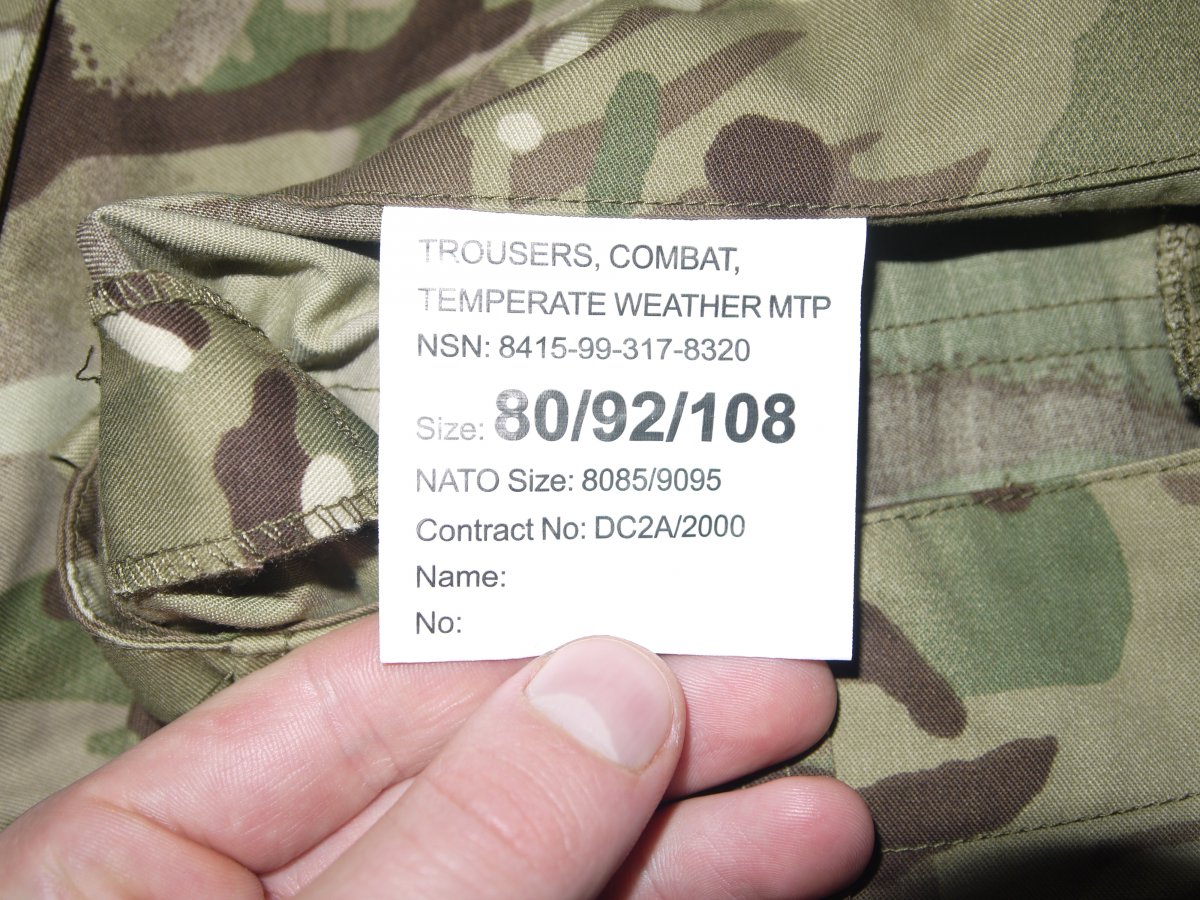 TROUSERS, COMBAT,
TEMPERATE WEATHER MTP
NSN: 8415-99-317-8320
Size: 80/92/108
NATO Size: 8085/9095
Contract No: DC2A/2000
Name:
No: